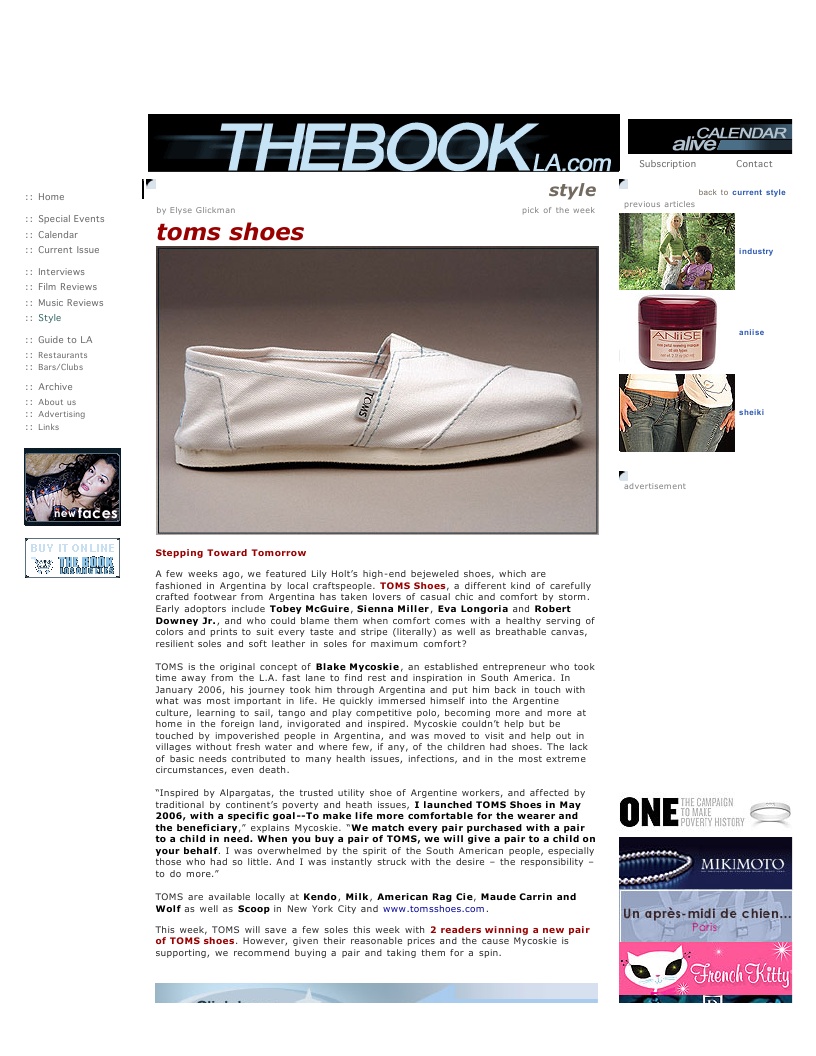 THEBOOK LA.com
CALENDAR
alive
Subscription Contact
:: Home
:: Special Events
:: Calendar
:: Current Issue
:: Interviews
:: Film Reviews
:: Music Reviews
:: Style
:: Guide to LA
:: Restaurants
:: Bars/Clubs
:: Archive
:: About us
:: Advertising
:: Links
new faces
BUY IT ONLINE
THE BOOK
style
by Elyse Glickman pick of the week
toms shoes
TOMS
Stepping Toward Tomorrow
A few weeks ago, we featured Lily Holt’s high-end bejeweled shoes, which are
fashioned in Argentina by local craftspeople. TOMS Shoes, a different kind of carefully
crafted footwear from Argentina has taken lovers of casual chic and comfort by storm.
Early adoptors include Tobey McGuire, Sienna Miller, Eva Longoria and Robert
Downey Jr., and who could blame them when comfort comes with a healthy serving of
colors and prints to suit every taste and stripe (literally) as well as breathable canvas,
resilient soles and soft leather in soles for maximum comfort?
TOMS is the original concept of Blake Mycoskie, an established entrepreneur who took
time away from the L.A. fast lane to find rest and inspiration in South America. In
January 2006, his journey took him through Argentina and put him back in touch with
what was most important in life. He quickly immersed himself into the Argentine
culture, learning to sail, tango and play competitive polo, becoming more and more at
home in the foreign land, invigorated and inspired. Mycoskie couldn’t help but be
touched by impoverished people in Argentina, and was moved to visit and help out in
villages without fresh water and where few, if any, of the children had shoes. The lack
of basic needs contributed to many health issues, infections, and in the most extreme
circumstances, even death.
“Inspired by Alpargatas, the trusted utility shoe of Argentine workers, and affected by
traditional by continent’s poverty and heath issues, I launched TOMS Shoes in May
2006, with a specific goal--To make life more comfortable for the wearer and
the beneficiary,” explains Mycoskie. “We match every pair purchased with a pair
to a child in need. When you buy a pair of TOMS, we will give a pair to a child on
your behalf. I was overwhelmed by the spirit of the South American people, especially
those who had so little. And I was instantly struck with the desire – the responsibility –
to do more.”
TOMS are available locally at Kendo, Milk, American Rag Cie, Maude Carrin and
Wolf as well as Scoop in New York City and www.tomsshoes.com.
This week, TOMS will save a few soles this week with 2 readers winning a new pair
of TOMS shoes. However, given their reasonable prices and the cause Mycoskie is
supporting, we recommend buying a pair and taking them for a spin.
back to current style
previous articles
industry
ANiiSE
aniise
sheiki
advertisement
ONE THE CAMPAIGN
TO MAKE
POVERTY HISTORY
MIKIMOTO
Un après-midi de chien...
Paris
French Kitty